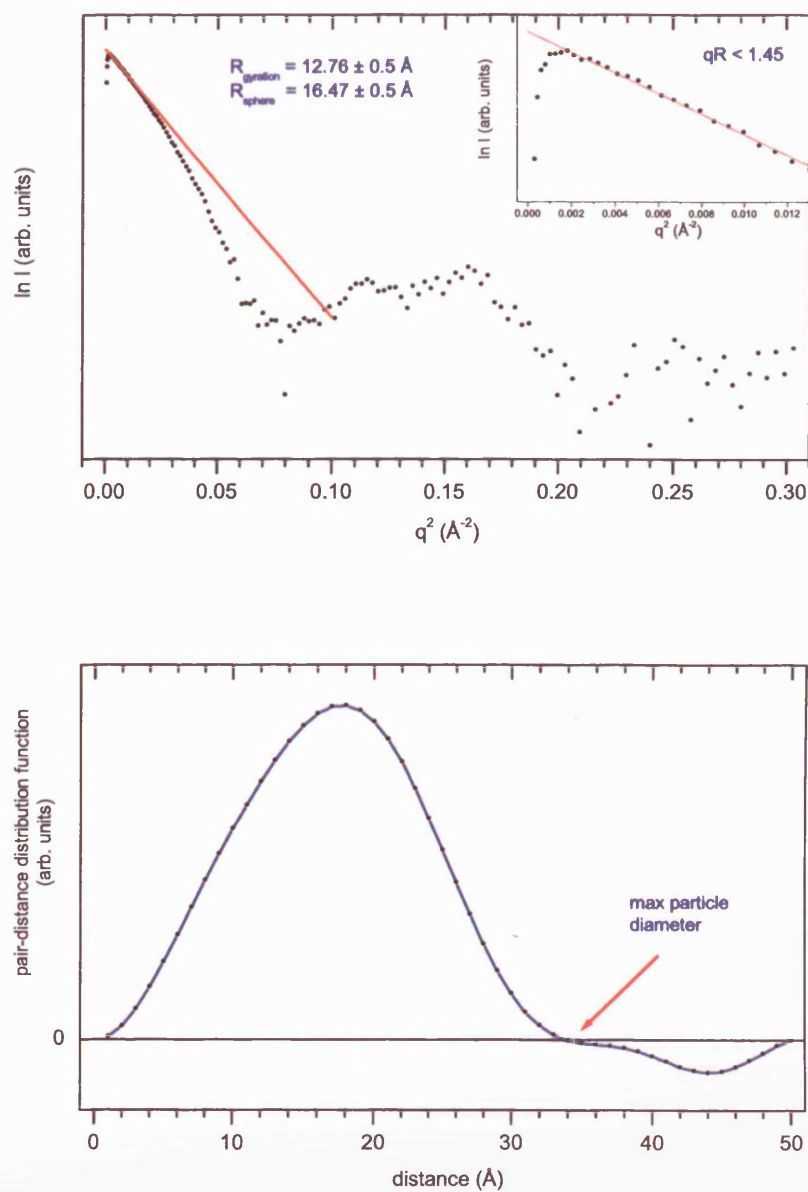 R gyration = 12.76 ± 0.5 Å
R sphere = 16.47 ± 0.5 Å
qR < 1.45
ln I (arb. units)
0.000 0.002 0.004 0.006 0.008 0.010 0.012
q² (Å⁻²)
ln I (arb. units)
0.00 0.05 0.10 0.15 0.20 0.25 0.30
q² (Å⁻²)
pair-distance distribution function
(arb. units)
max particle
diameter
0
0 10 20 30 40 50
distance (Å)